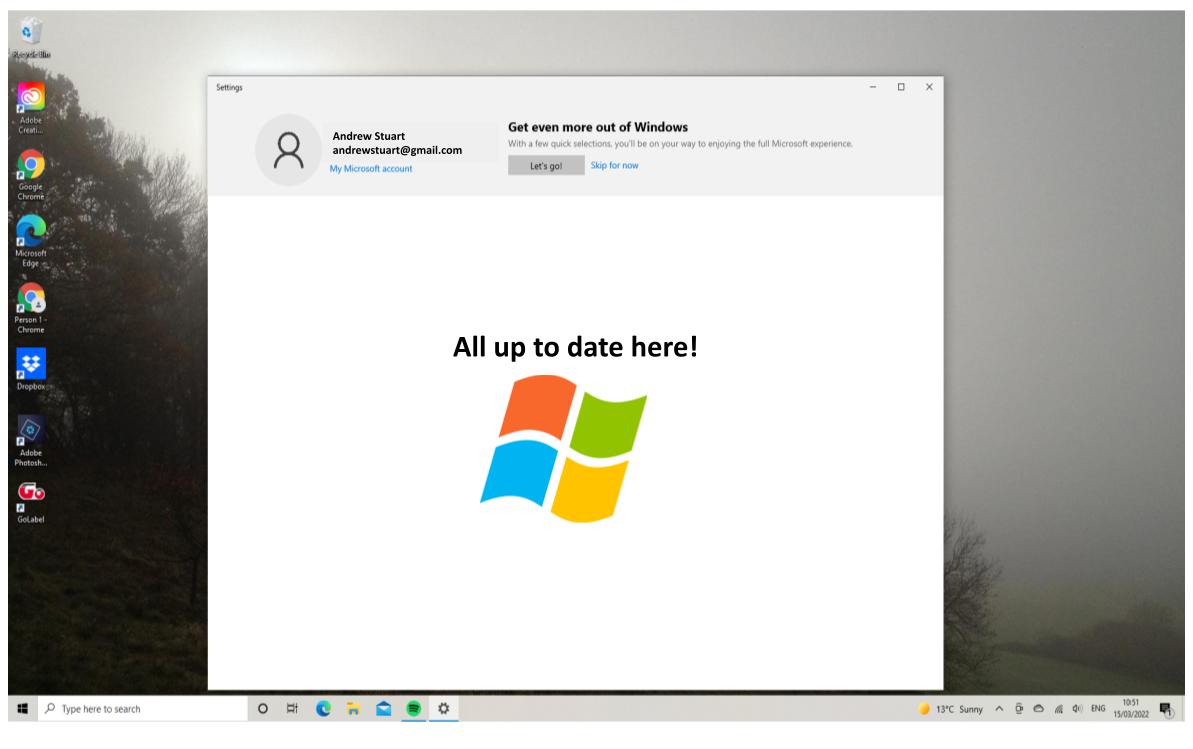 Recycle Bin
Adobe
Creati...
Google
Chrome
Microsoft
Edge
Person 1 -
Chrome
Dropbox
Adobe
Photosh...
GoLabel
Settings
Andrew Stuart
andrewstuart@gmail.com
My Microsoft account
Get even more out of Windows
With a few quick selections, you'll be on your way to enjoying the full Microsoft experience.
Let's go!
Skip for now
All up to date here!
Type here to search
13°C Sunny
ENG
10:51
15/03/2022
1